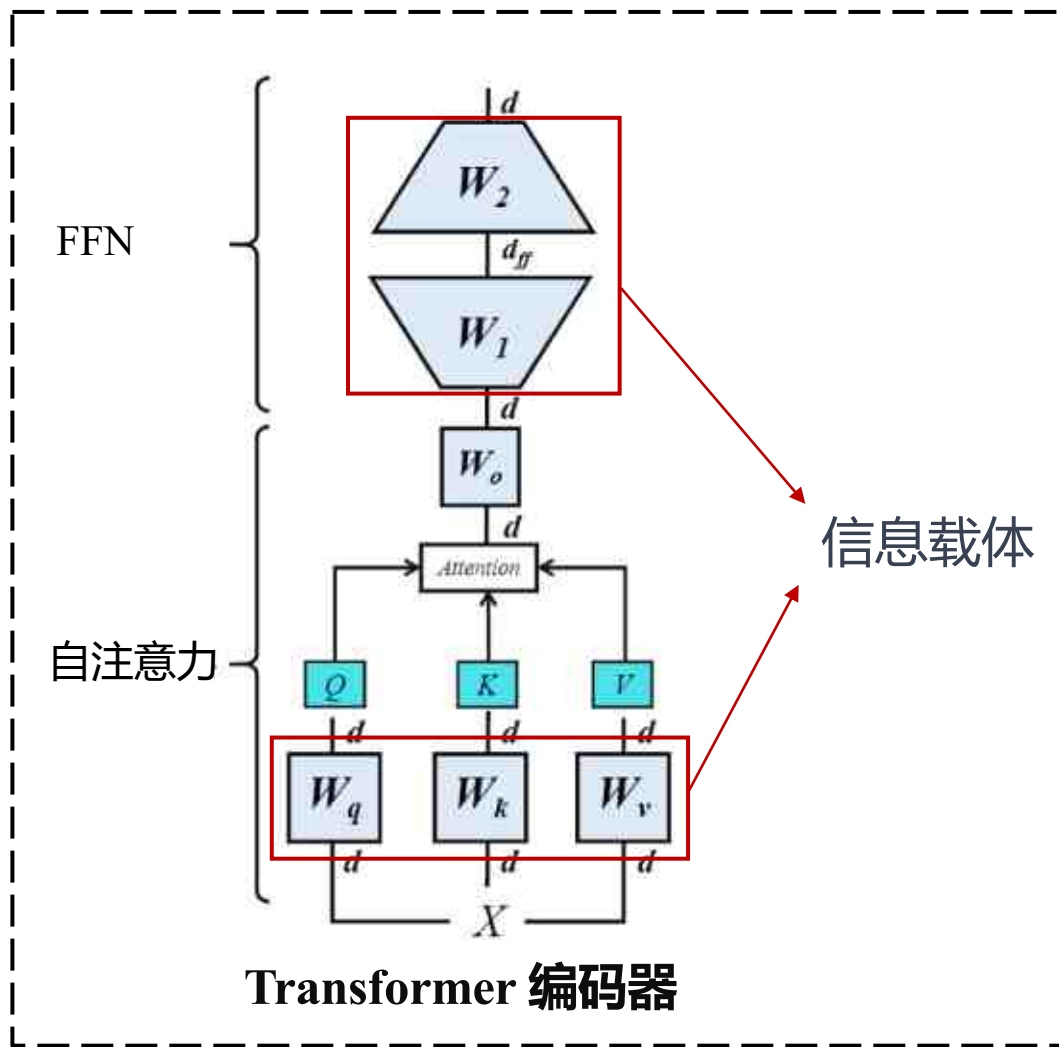 d
W2
FFN
dff
W1
d
Wo
d
信息载体
Attention
自注意力
Q K V
d d d
Wq Wk Wv
d d d
X
Transformer 编码器